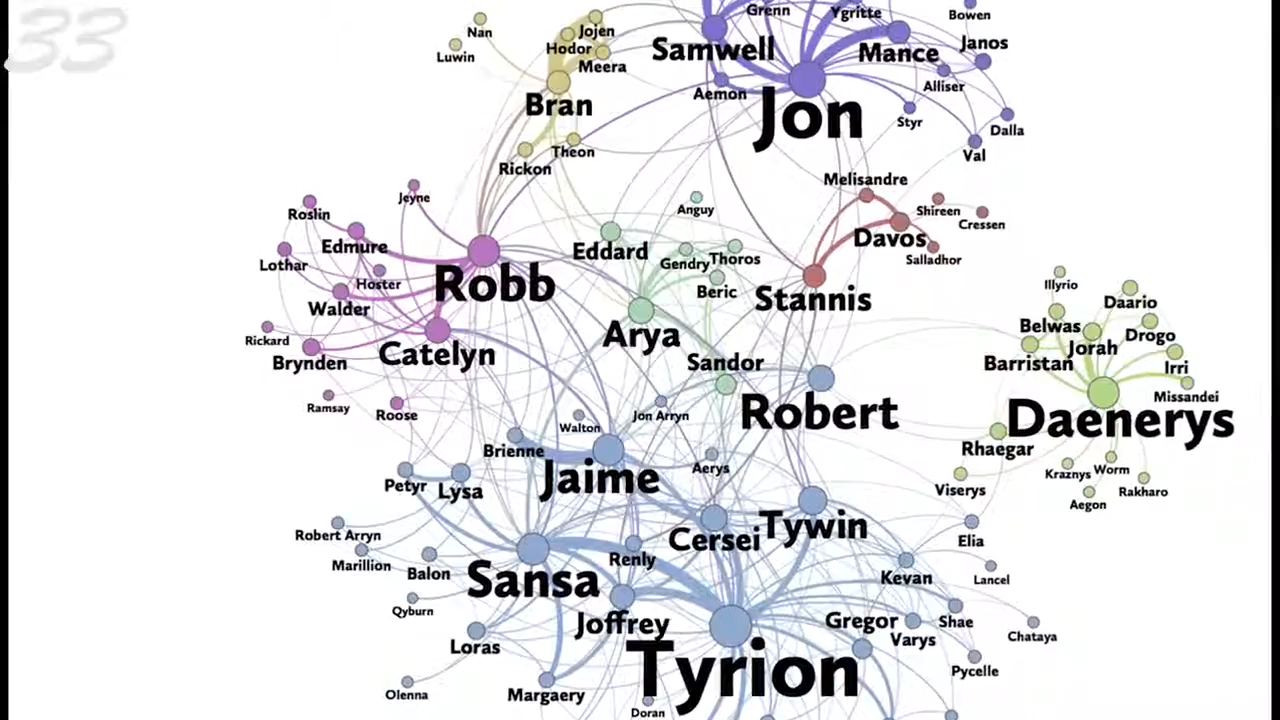 33
Grenn
Ygritte
Bowen
Nan
Jojen
Samwell
Mance
Janos
Luwin
Hodor
Meera
Alliser
Bran
Aemon
Jon
Styr
Dalla
Rickon
Theon
Val
Melisandre
Jeyne
Roslin
Anguy
Shireen
Cressen
Edmure
Eddard
Davos
Lothar
Gendry
Thoros
Salladhor
Hoster
Robb
Beric
Stannis
Illyrio
Walder
Daario
Rickard
Arya
Belwas
Drogo
Brynden
Catelyn
Sandor
Barristan
Jorah
Irri
Ramsay
Roose
Jon Arryn
Robert
Missandei
Walton
Daenerys
Brienne
Rhaegar
Petyr
Lysa
Jaime
Aerys
Kraznys
Worm
Viserys
Aegon
Rakharo
Robert Arryn
Cersei
Tywin
Elia
Marillion
Balon
Sansa
Renly
Kevan
Lancel
Qyburn
Joffrey
Gregor
Varys
Shae
Chataya
Loras
Tyrion
Pycelle
Olenna
Margaery
Doran